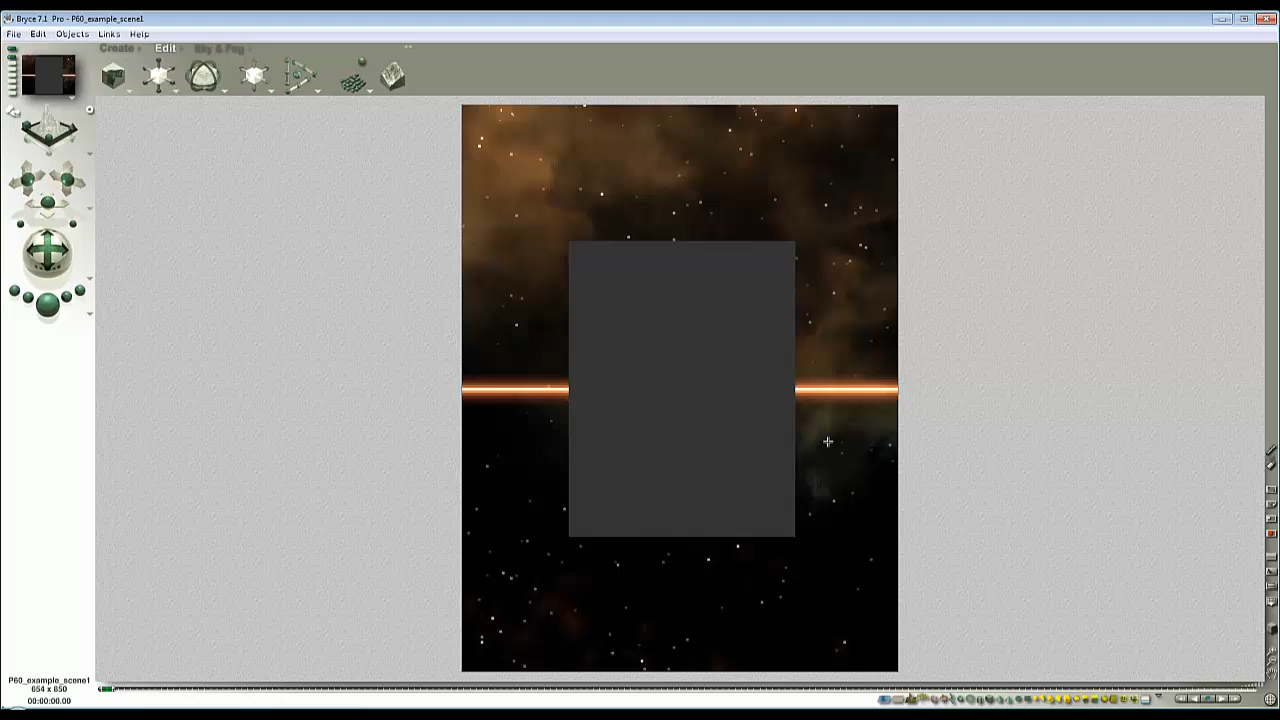 Bryce 7.1 Pro - P60_example_scene1
File Edit Objects Links Help
Create Edit Sky & Fog
P60_example_scene1
654 x 850
00:00:00.00